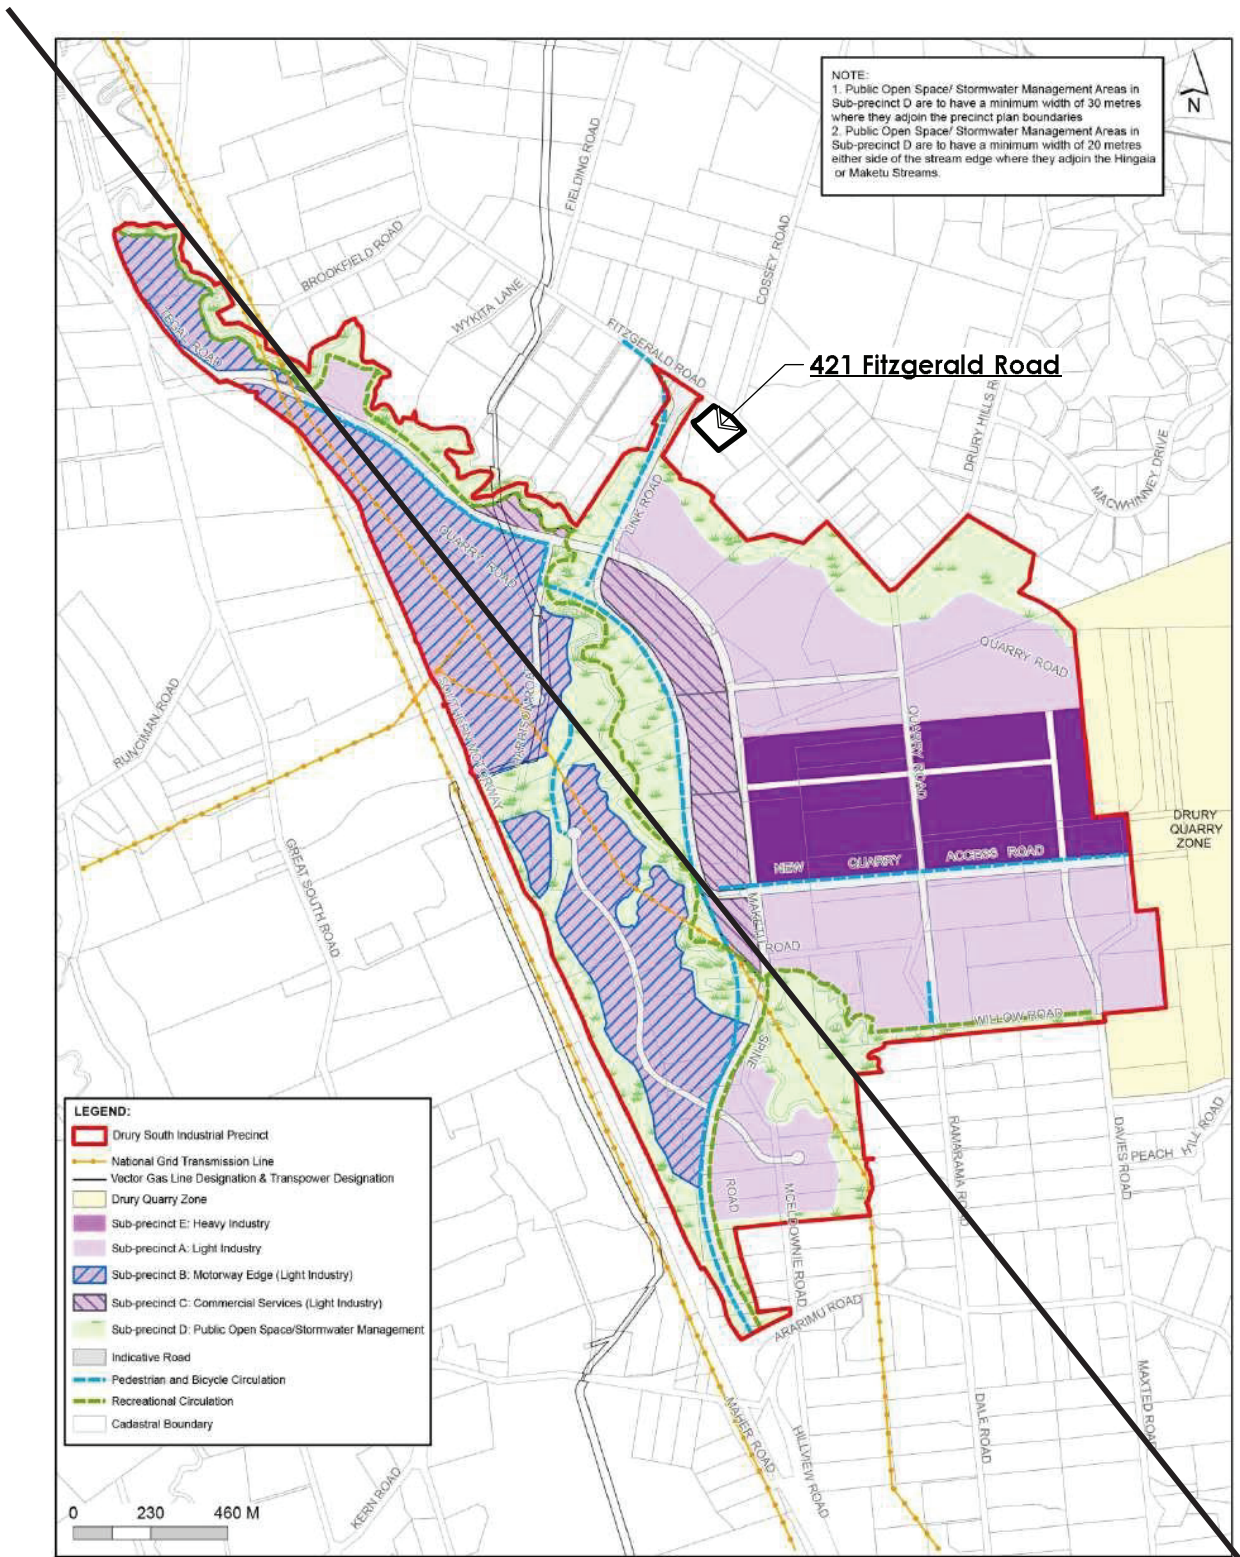 NOTE:
1. Public Open Space/ Stormwater Management Areas in
Sub-precinct D are to have a minimum width of 30 metres
where they adjoin the precinct plan boundaries
2. Public Open Space/ Stormwater Management Areas in
Sub-precinct D are to have a minimum width of 20 metres
either side of the stream edge where they adjoin the Hingaia
or Maketu Streams.
N
FIELDING ROAD
COSSEY ROAD
BROOKFIELD ROAD
WYKITA LANE
FITZGERALD ROAD
421 Fitzgerald Road
DRURY HILLS R
MACWHINNEY DRIVE
LEGAL ROAD
LINK ROAD
QUARRY ROAD
QUARRY ROAD
RUNCIMAN ROAD
HARRISON ROAD
SOUTHERN MOTORWAY
QUARRY ROAD
DRURY
QUARRY
ZONE
GREAT SOUTH ROAD
NEW QUARRY ACCESS ROAD
MAKETU
ROAD
WILLOW ROAD
SPINE
ROAD
MCELDOWNIE ROAD
RAMARAMA ROAD
DAVIES ROAD
PEACH HILL ROAD
ARARIMU ROAD
LEGEND:
Drury South Industrial Precinct
National Grid Transmission Line
Vector Gas Line Designation & Transpower Designation
Drury Quarry Zone
Sub-precinct E: Heavy Industry
Sub-precinct A: Light Industry
Sub-precinct B: Motorway Edge (Light Industry)
Sub-precinct C: Commercial Services (Light Industry)
Sub-precinct D: Public Open Space/Stormwater Management
Indicative Road
Pedestrian and Bicycle Circulation
Recreational Circulation
Cadastral Boundary
MAHER ROAD
HILLVIEW ROAD
DALE ROAD
MAXTED ROAD
KERN ROAD
0 230 460 M